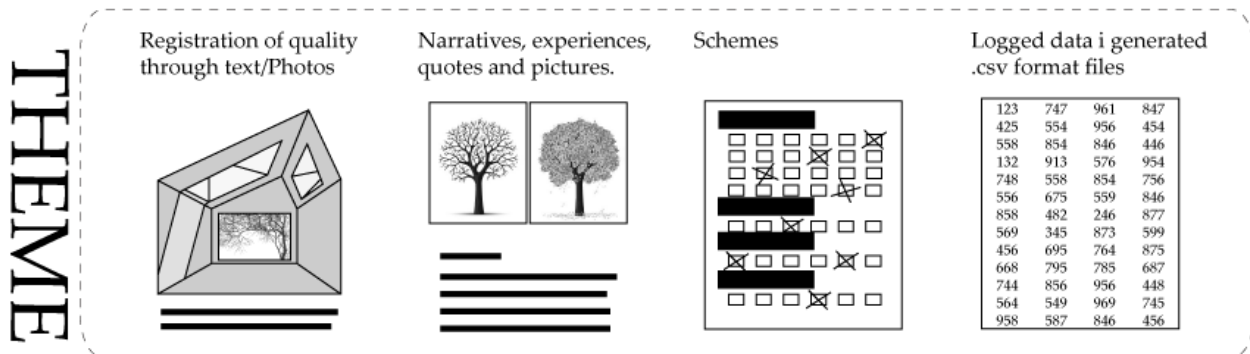 THEME
Registration of quality
through text/Photos
Narratives, experiences,
quotes and pictures.
Schemes
Logged data i generated
.csv format files
123 747 961 847
425 554 956 454
558 854 846 446
132 913 576 954
748 558 854 756
556 675 559 846
858 482 246 877
569 345 873 599
456 695 764 875
668 795 785 687
744 856 956 448
564 549 969 745
958 587 846 456